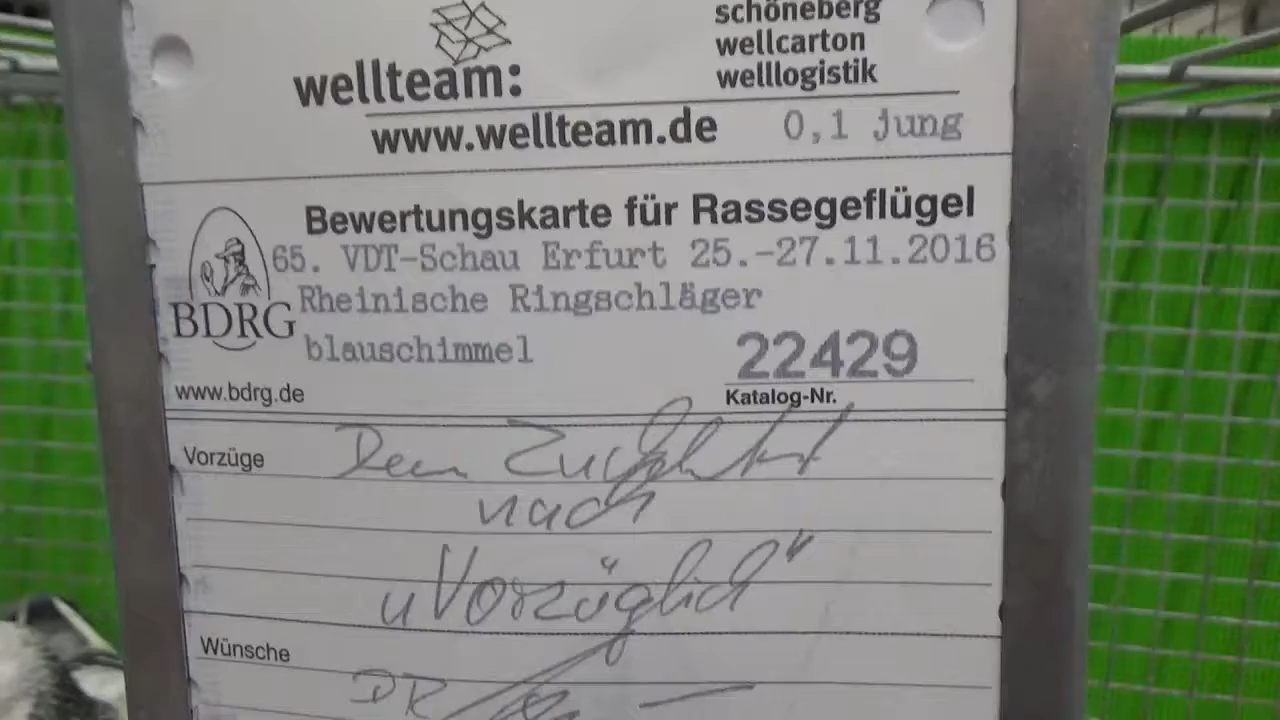 schöneberg
wellcarton
welllogistik
wellteam:
www.wellteam.de 0,1 jung
Bewertungskarte für Rassegeflügel
65. VDT-Schau Erfurt 25.-27.11.2016
Rheinische Ringschläger
BDRG
blauschimmel
22429
www.bdrg.de
Katalog-Nr.
Vorzüge Dem Zuchtziel
nach
„Vorzüglich"
Wünsche